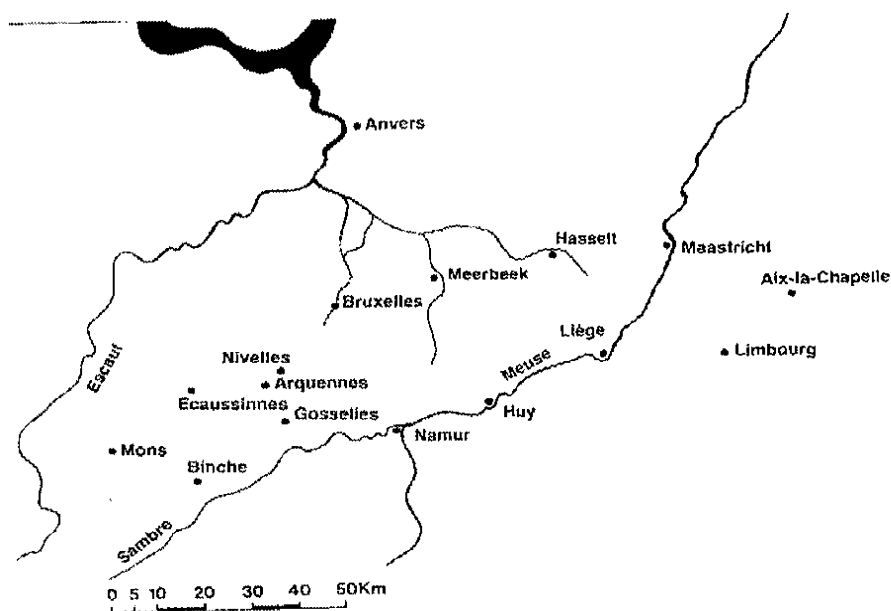 Anvers
Hasselt
Maastricht
Meerbeek
Aix-la-Chapelle
Bruxelles
Liège
Limbourg
Nivelles
Meuse
Escaut
Arquennes
Ecaussinnes
Gosselies
Huy
Namur
Mons
Binche
Sambre
0 5 10 20 30 40 50Km